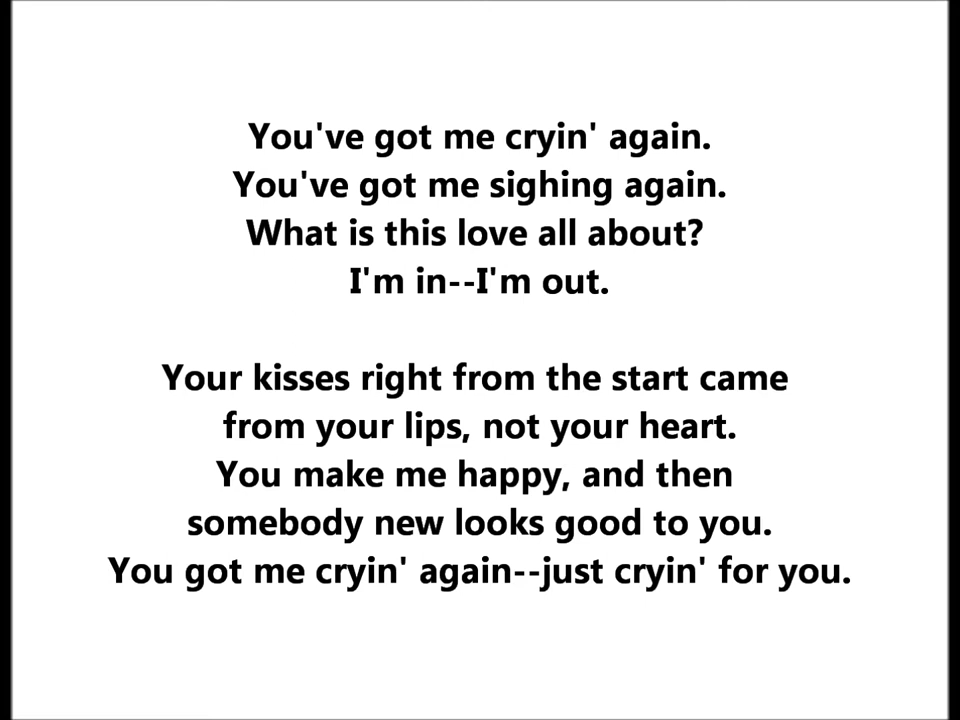 You've got me cryin' again.
You've got me sighing again.
What is this love all about?
I'm in--I'm out.
Your kisses right from the start came
from your lips, not your heart.
You make me happy, and then
somebody new looks good to you.
You got me cryin' again--just cryin' for you.